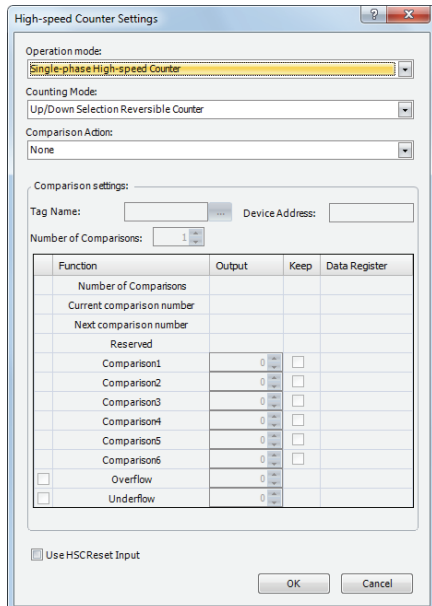 High-speed Counter Settings
?
X
Operation mode:
Single-phase High-speed Counter
Counting Mode:
Up/Down Selection Reversible Counter
Comparison Action:
None
Comparison settings:
Tag Name: ... Device Address:
Number of Comparisons: 1
Function Output Keep Data Register
Number of Comparisons
Current comparison number
Next comparison number
Reserved
Comparison1 0
Comparison2 0
Comparison3 0
Comparison4 0
Comparison5 0
Comparison6 0
Overflow 0
Underflow 0
Use HSCReset Input
OK Cancel